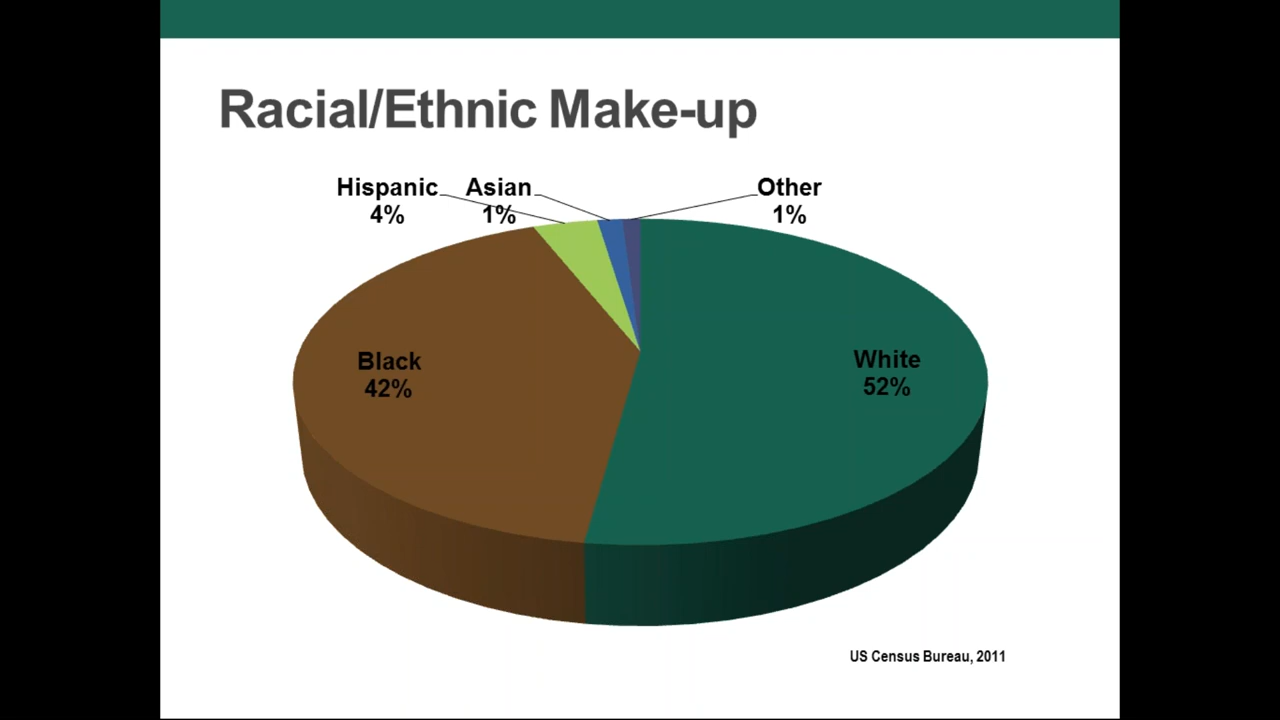 Racial/Ethnic Make-up
Hispanic
4%
Asian
1%
Other
1%
Black
42%
White
52%
US Census Bureau, 2011